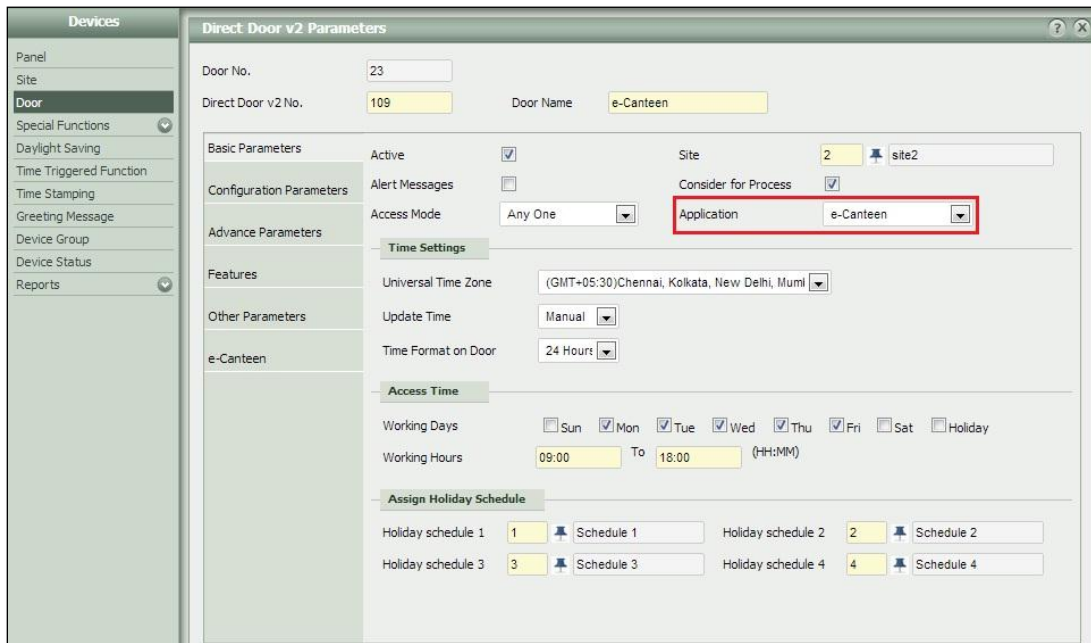 Devices
Panel
Site
Door
Special Functions
Daylight Saving
Time Triggered Function
Time Stamping
Greeting Message
Device Group
Device Status
Reports
Direct Door v2 Parameters
Door No. 23
Direct Door v2 No. 109 Door Name e-Canteen
Basic Parameters
Configuration Parameters
Advance Parameters
Features
Other Parameters
e-Canteen
Active Site 2 site2
Alert Messages Consider for Process
Access Mode Any One Application e-Canteen
Time Settings
Universal Time Zone (GMT+05:30)Chennai, Kolkata, New Delhi, Muml
Update Time Manual
Time Format on Door 24 Hours
Access Time
Working Days Sun Mon Tue Wed Thu Fri Sat Holiday
Working Hours 09:00 To 18:00 (HH:MM)
Assign Holiday Schedule
Holiday schedule 1 1 Schedule 1 Holiday schedule 2 2 Schedule 2
Holiday schedule 3 3 Schedule 3 Holiday schedule 4 4 Schedule 4